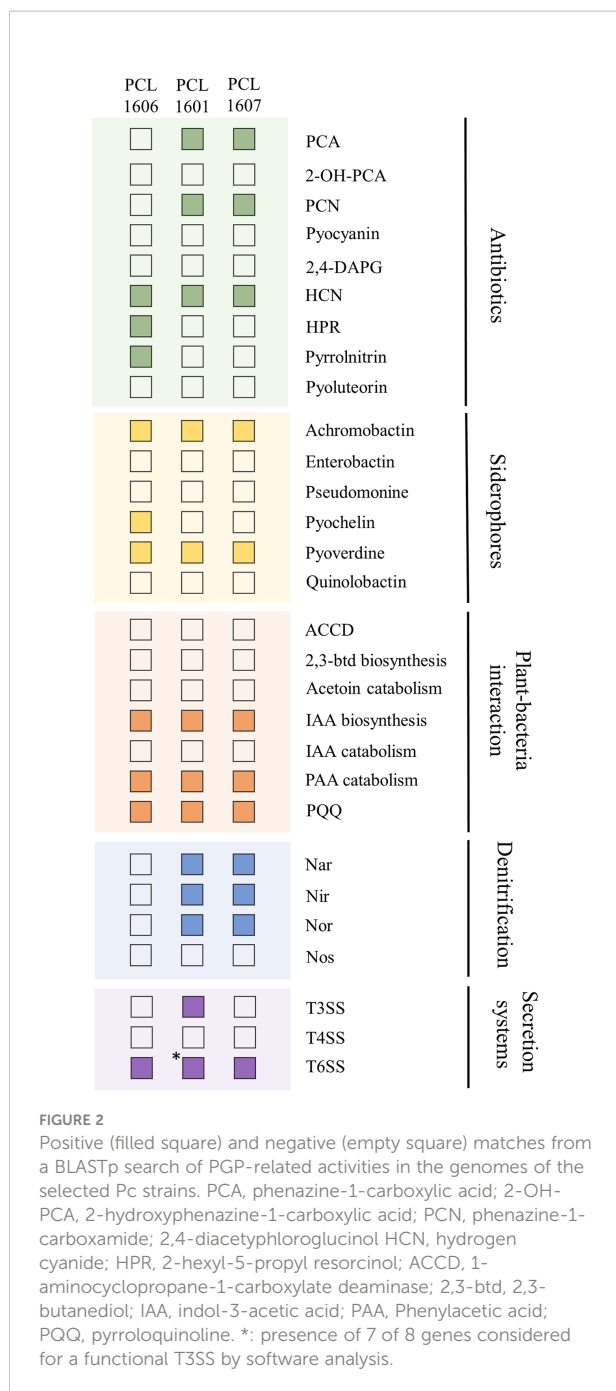 PCL PCL PCL
1606 1601 1607
PCA
2-OH-PCA
PCN
Pyocyanin
2,4-DAPG
HCN
HPR
Pyrrolnitrin
Pyoluteorin
Antibiotics
Achromobactin
Enterobactin
Pseudomonine
Pyochelin
Pyoverdine
Quinolobactin
Siderophores
ACCD
2,3-btd biosynthesis
Acetoin catabolism
IAA biosynthesis
IAA catabolism
PAA catabolism
PQQ
Plant-bacteria
interaction
Nar
Nir
Nor
Nos
Denitrification
T3SS
T4SS
*
T6SS
Secretion
systems
FIGURE 2
Positive (filled square) and negative (empty square) matches from
a BLASTp search of PGP-related activities in the genomes of the
selected Pc strains. PCA, phenazine-1-carboxylic acid; 2-OH-
PCA, 2-hydroxyphenazine-1-carboxylic acid; PCN, phenazine-1-
carboxamide; 2,4-diacetyphloroglucinol HCN, hydrogen
cyanide; HPR, 2-hexyl-5-propyl resorcinol; ACCD, 1-
aminocyclopropane-1-carboxylate deaminase; 2,3-btd, 2,3-
butanediol; IAA, indol-3-acetic acid; PAA, Phenylacetic acid;
PQQ, pyrroloquinoline. *: presence of 7 of 8 genes considered
for a functional T3SS by software analysis.